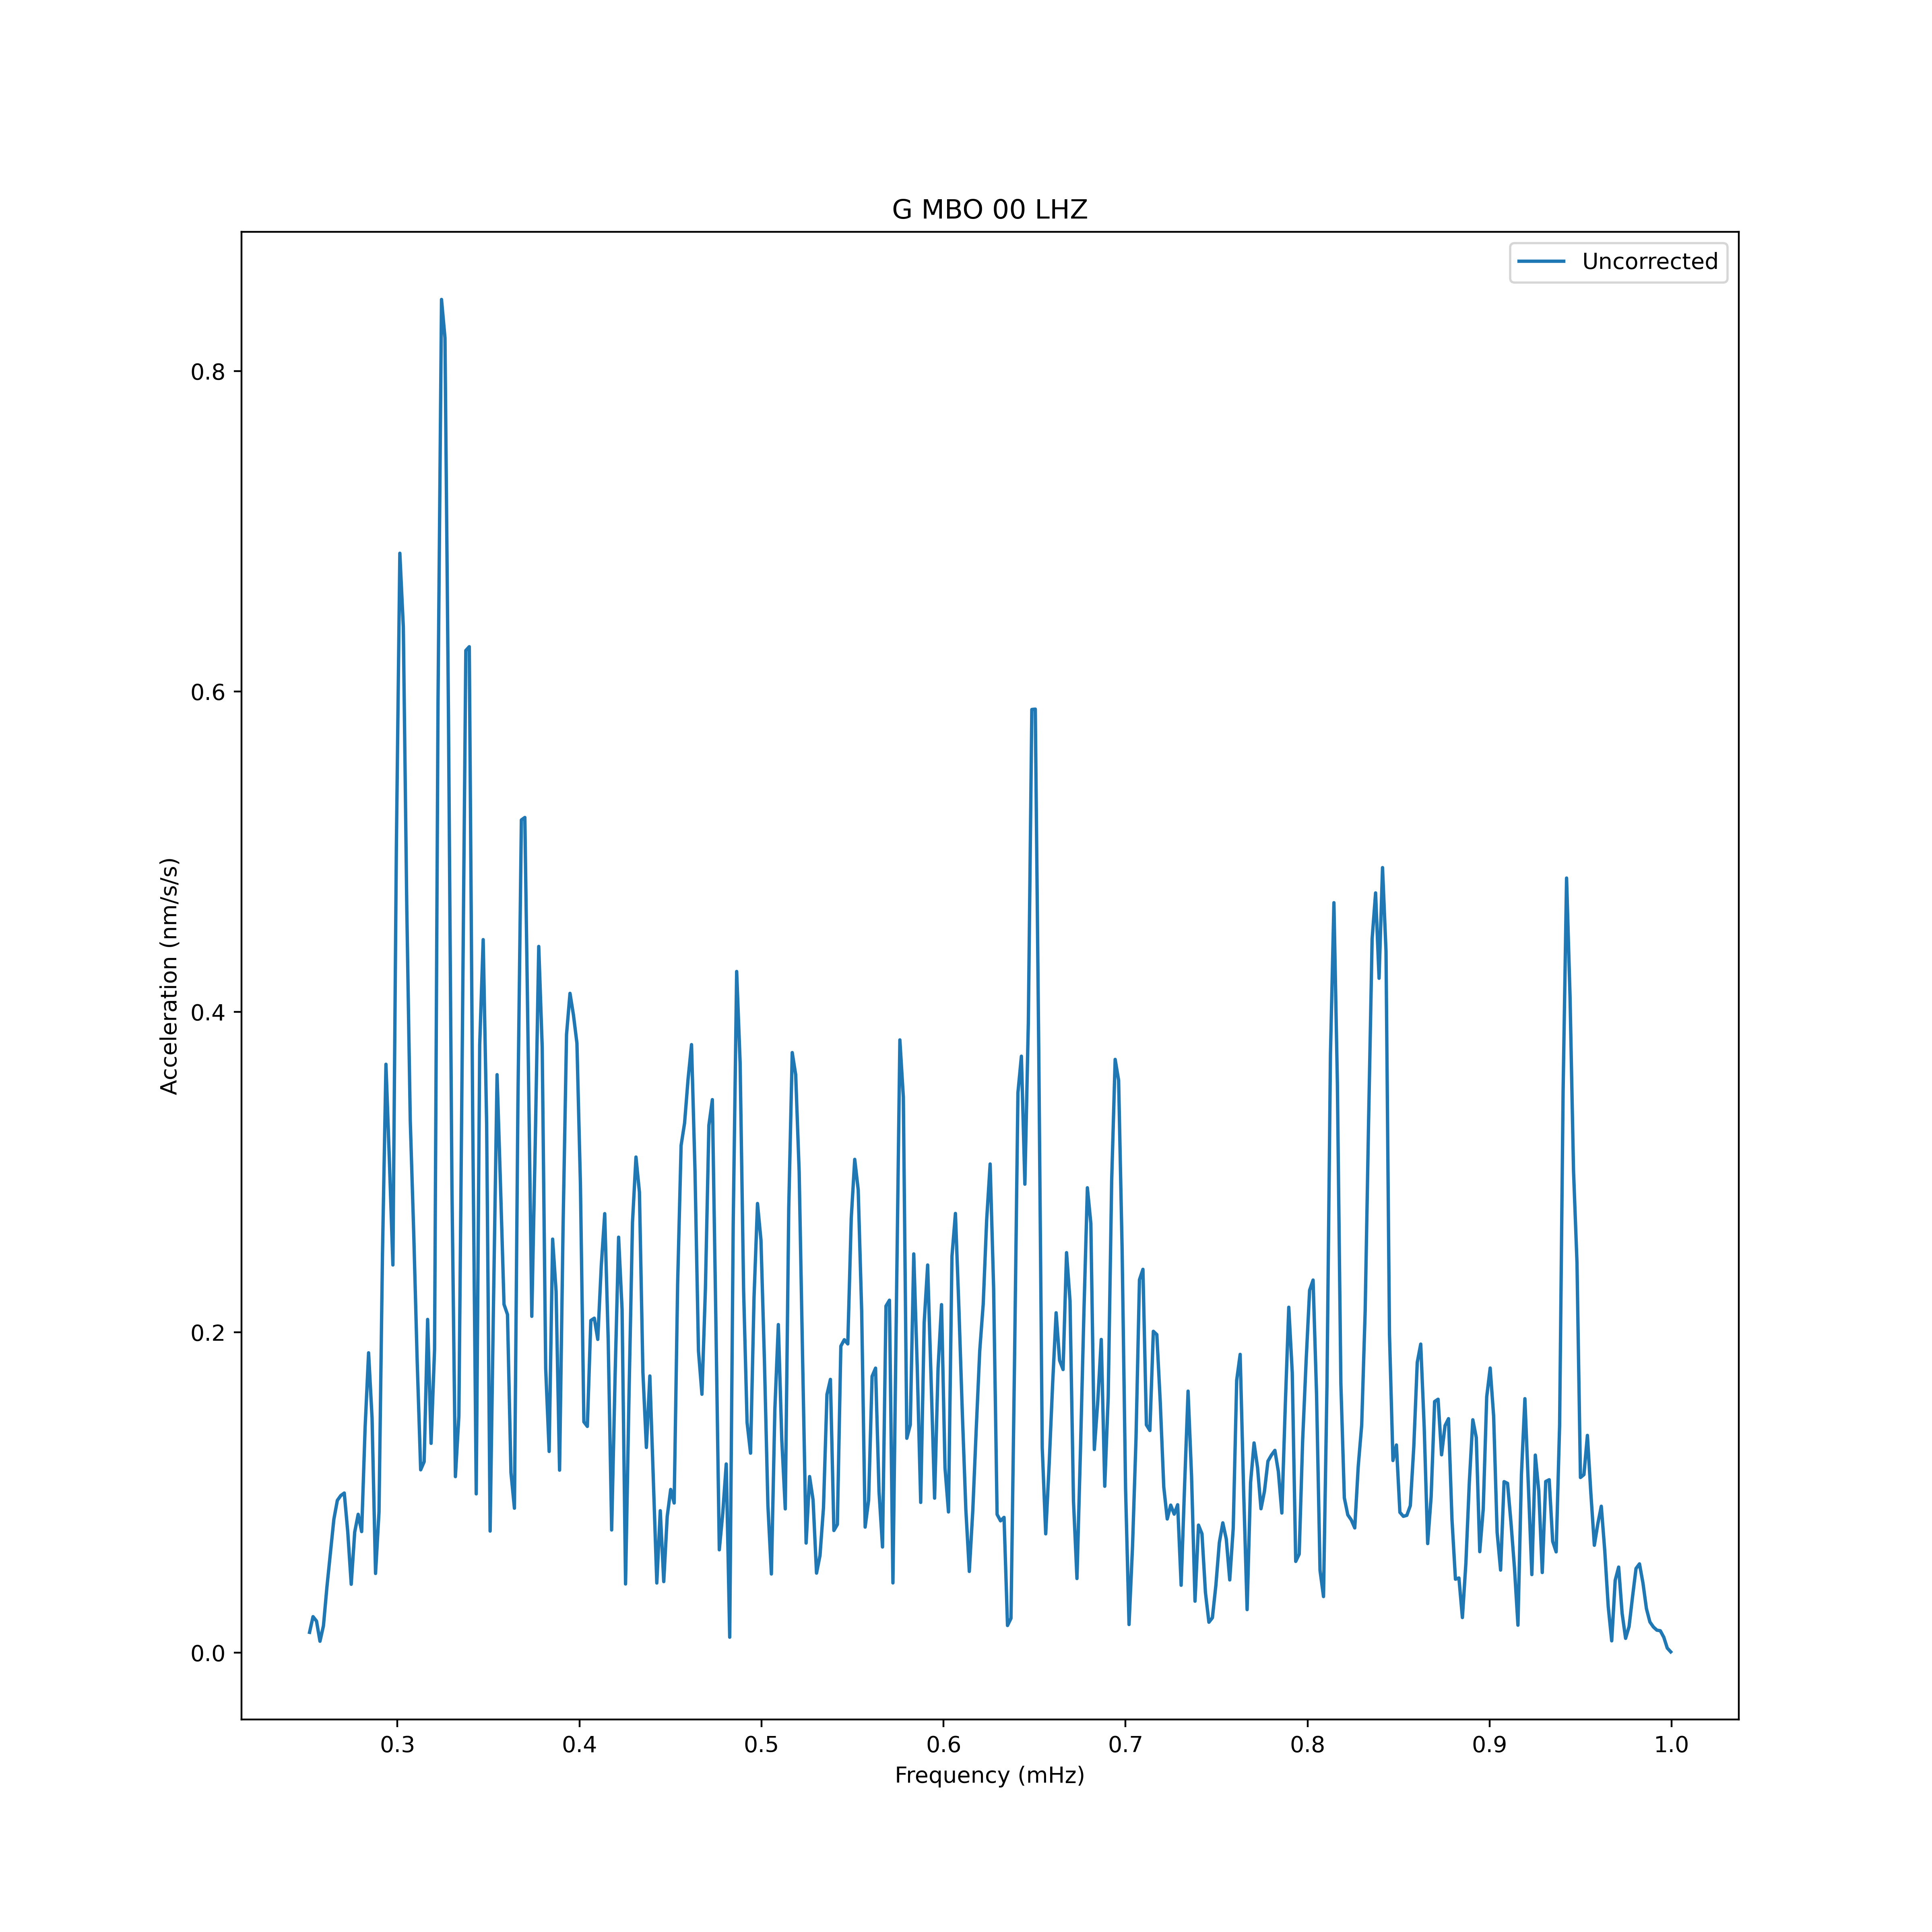 G MBO 00 LHZ
Uncorrected
Acceleration (nm/s/s)
0.8
0.6
0.4
0.2
0.0
0.3 0.4 0.5 0.6 0.7 0.8 0.9 1.0
Frequency (mHz)